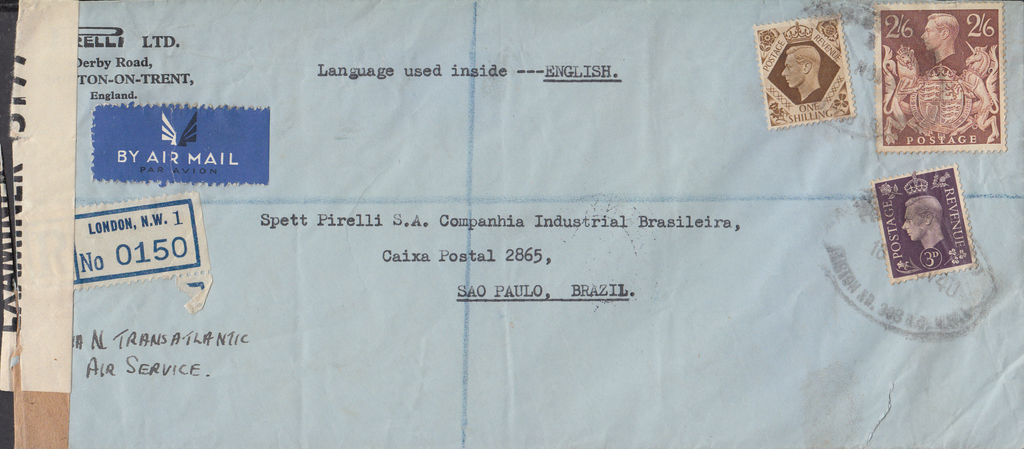 RELLI LTD.
Derby Road,
TON-ON-TRENT,
England.
Language used inside ---ENGLISH.
BY AIR MAIL
PAR AVION
LONDON, N.W. 1
No 0150
Spett Pirelli S.A. Companhia Industrial Brasileira,
Caixa Postal 2865,
SAO PAULO, BRAZIL.
N TRANSATLANTIC
AIR SERVICE.
EXAMINER
POSTAGE REVENUE
ONE SHILLING
2/6 2/6
POSTAGE
POSTAGE REVENUE
3D